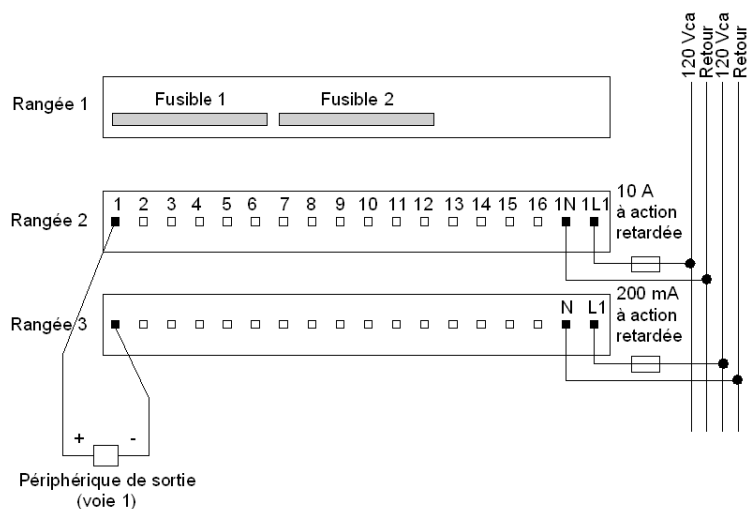 120 Vca
Retour
120 Vca
Retour
Rangée 1
Fusible 1
Fusible 2
Rangée 2
1 2 3 4 5 6 7 8 9 10 11 12 13 14 15 16 1N 1L1
10 A
à action
retardée
Rangée 3
N L1
200 mA
à action
retardée
+ -
Périphérique de sortie
(voie 1)